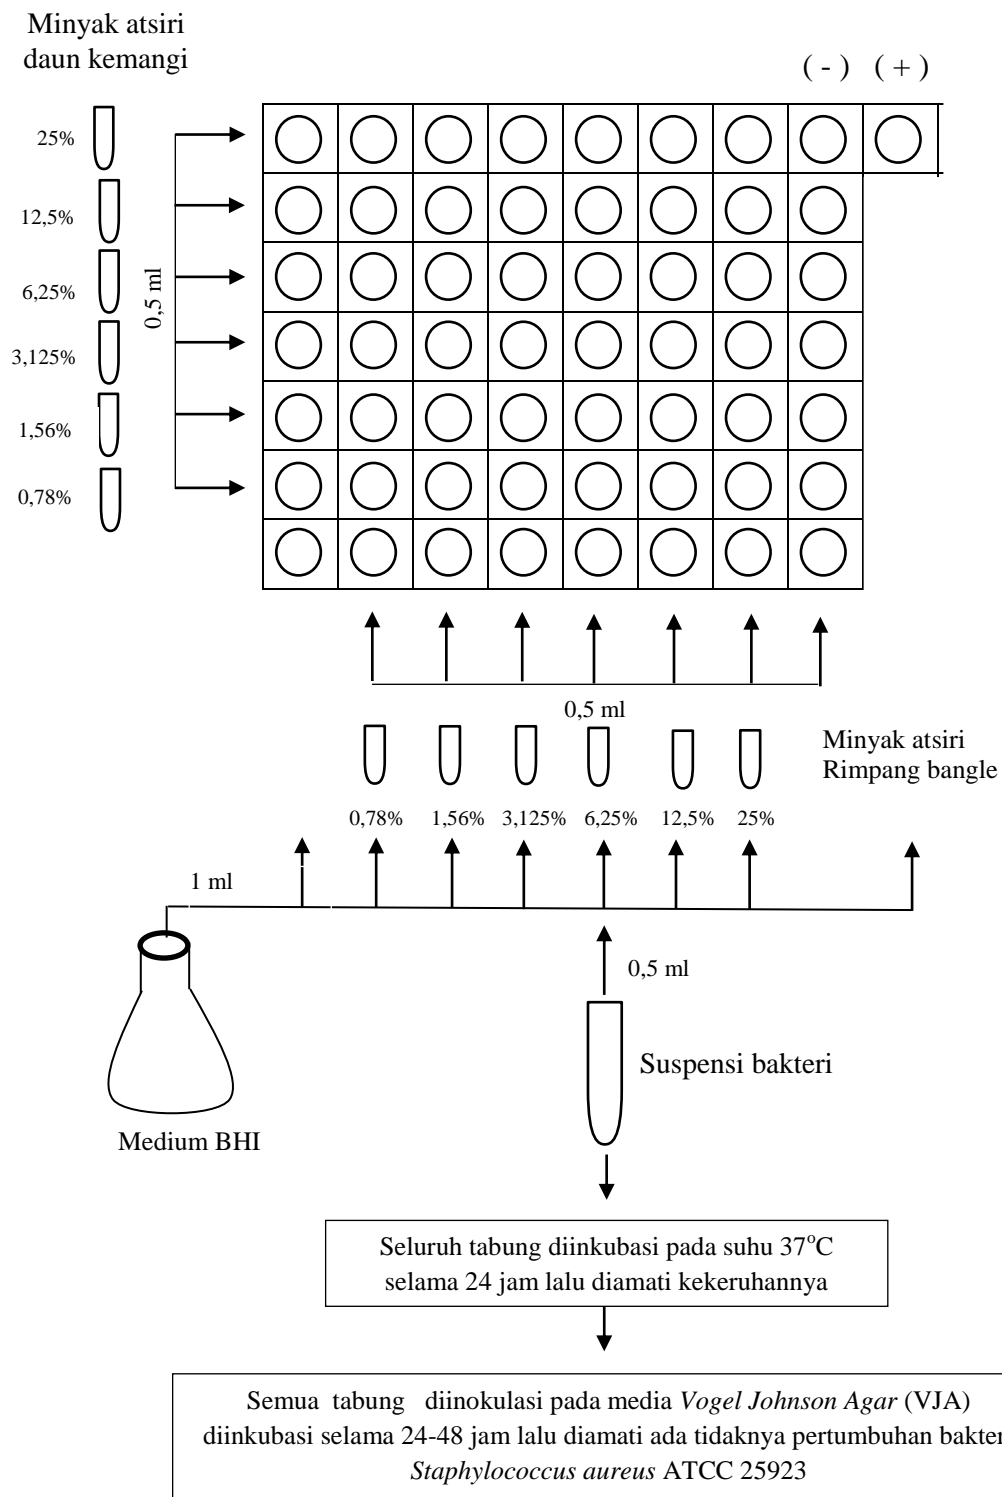 Minyak atsiri
daun kemangi
( - ) ( + )
25%
12,5%
6,25%
3,125%
1,56%
0,78%
0,5 ml
0,5 ml
Minyak atsiri
Rimpang bangle
0,78% 1,56% 3,125% 6,25% 12,5% 25%
1 ml
0,5 ml
Suspensi bakteri
Medium BHI
Seluruh tabung diinkubasi pada suhu 37°C
selama 24 jam lalu diamati kekeruhannya
Semua tabung diinokulasi pada media Vogel Johnson Agar (VJA)
diinkubasi selama 24-48 jam lalu diamati ada tidaknya pertumbuhan bakter
Staphylococcus aureus ATCC 25923